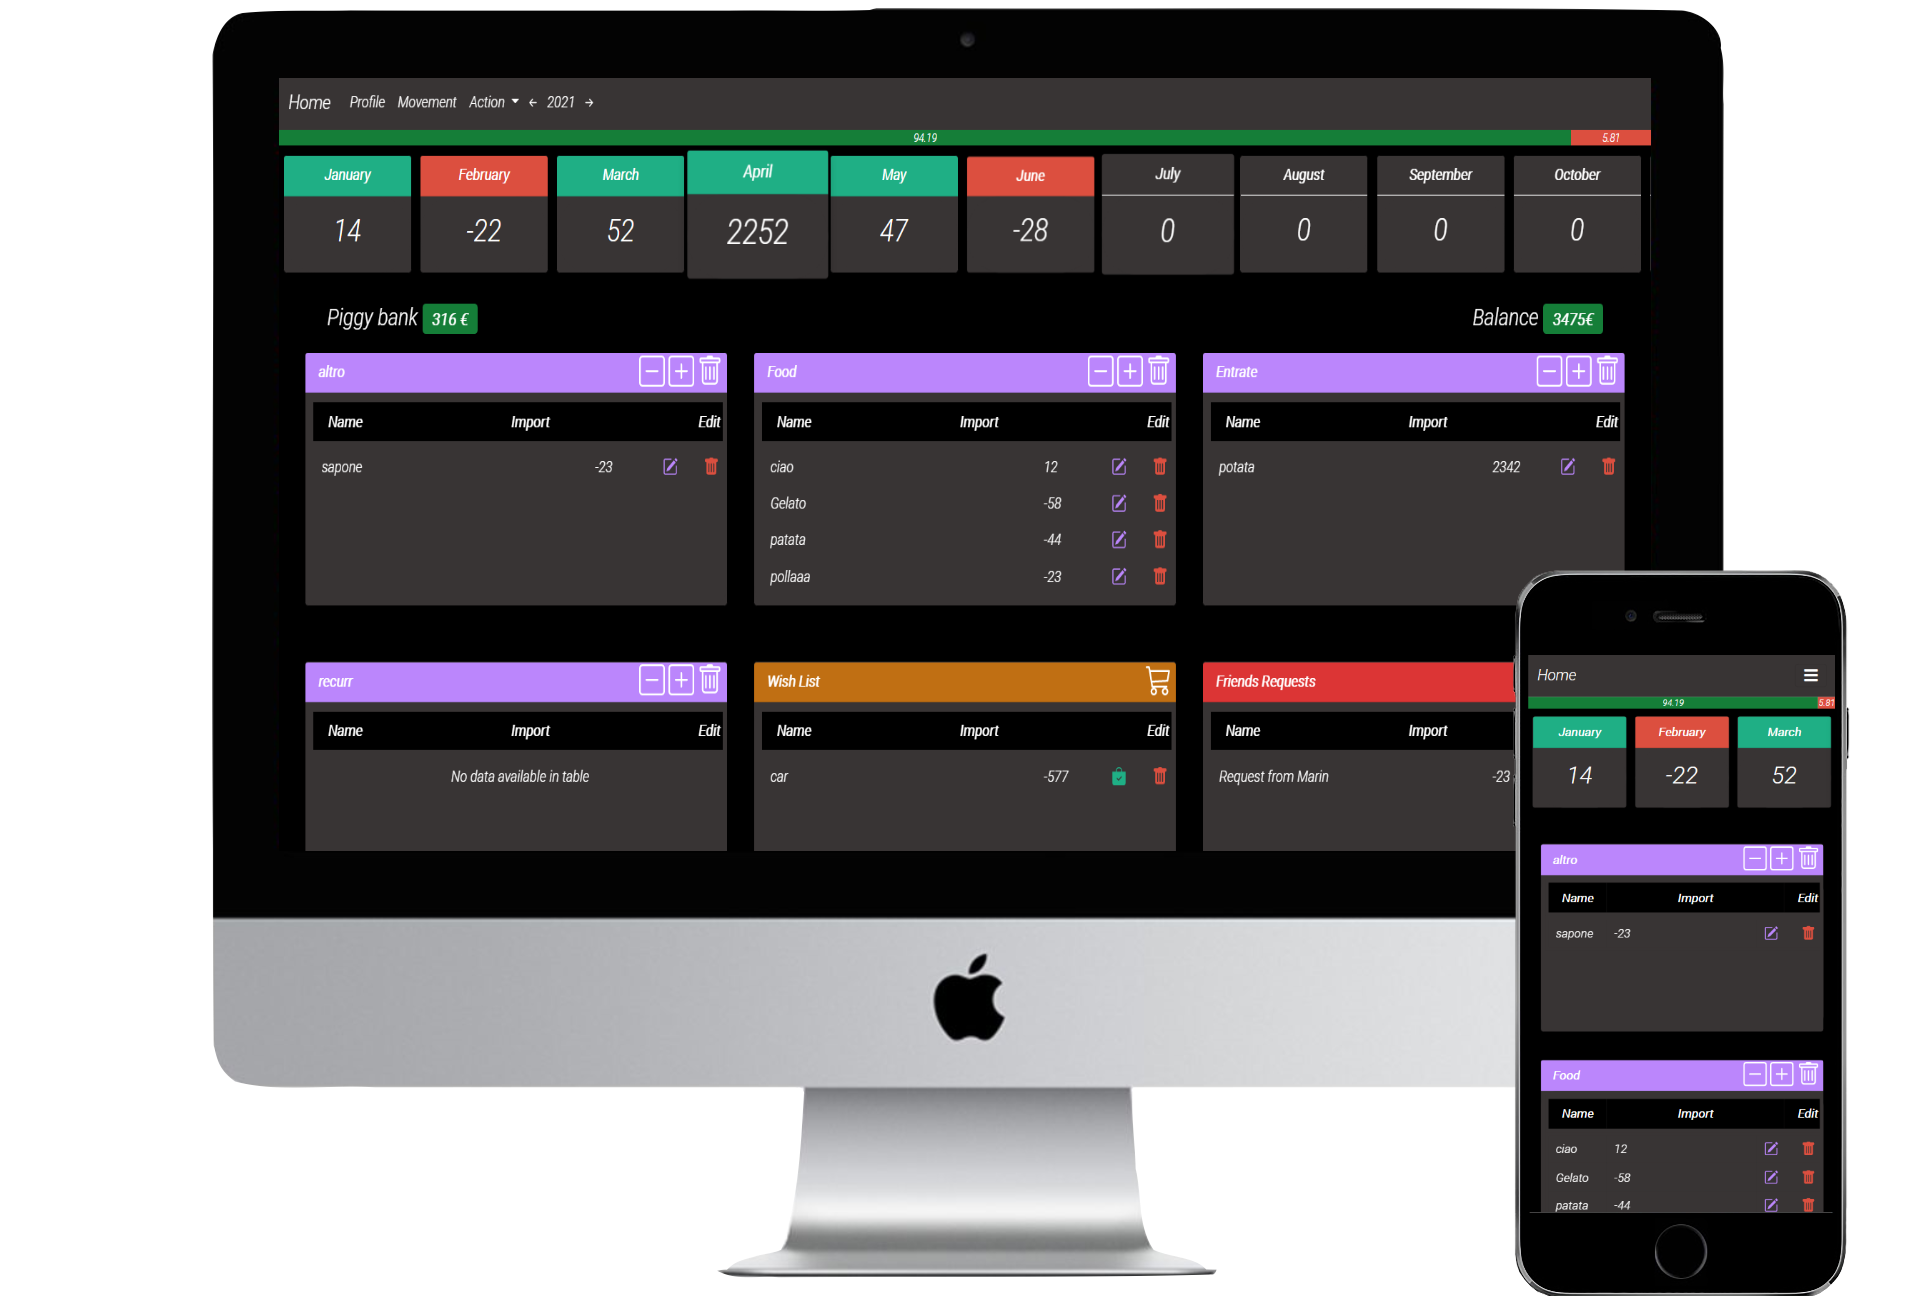 Home Profile Movement Action ← 2021 →
94.19 5.81
January February March April May June July August September October
14 -22 52 2252 47 -28 0 0 0 0
Piggy bank 316 € Balance 3475€
altro Food Entrate
Name Import Edit Name Import Edit Name Import Edit
sapone -23 ciao 12 potata 2342
Gelato -58
patata -44
pollaaa -23
recurr Wish List Friends Requests
Name Import Edit Name Import Edit Name Import
No data available in table car -577 Request from Marin -23
Home
94.19 5.81
January February March
14 -22 52
altro
Name Import Edit
sapone -23
Food
Name Import Edit
ciao 12
Gelato -58
patata -44